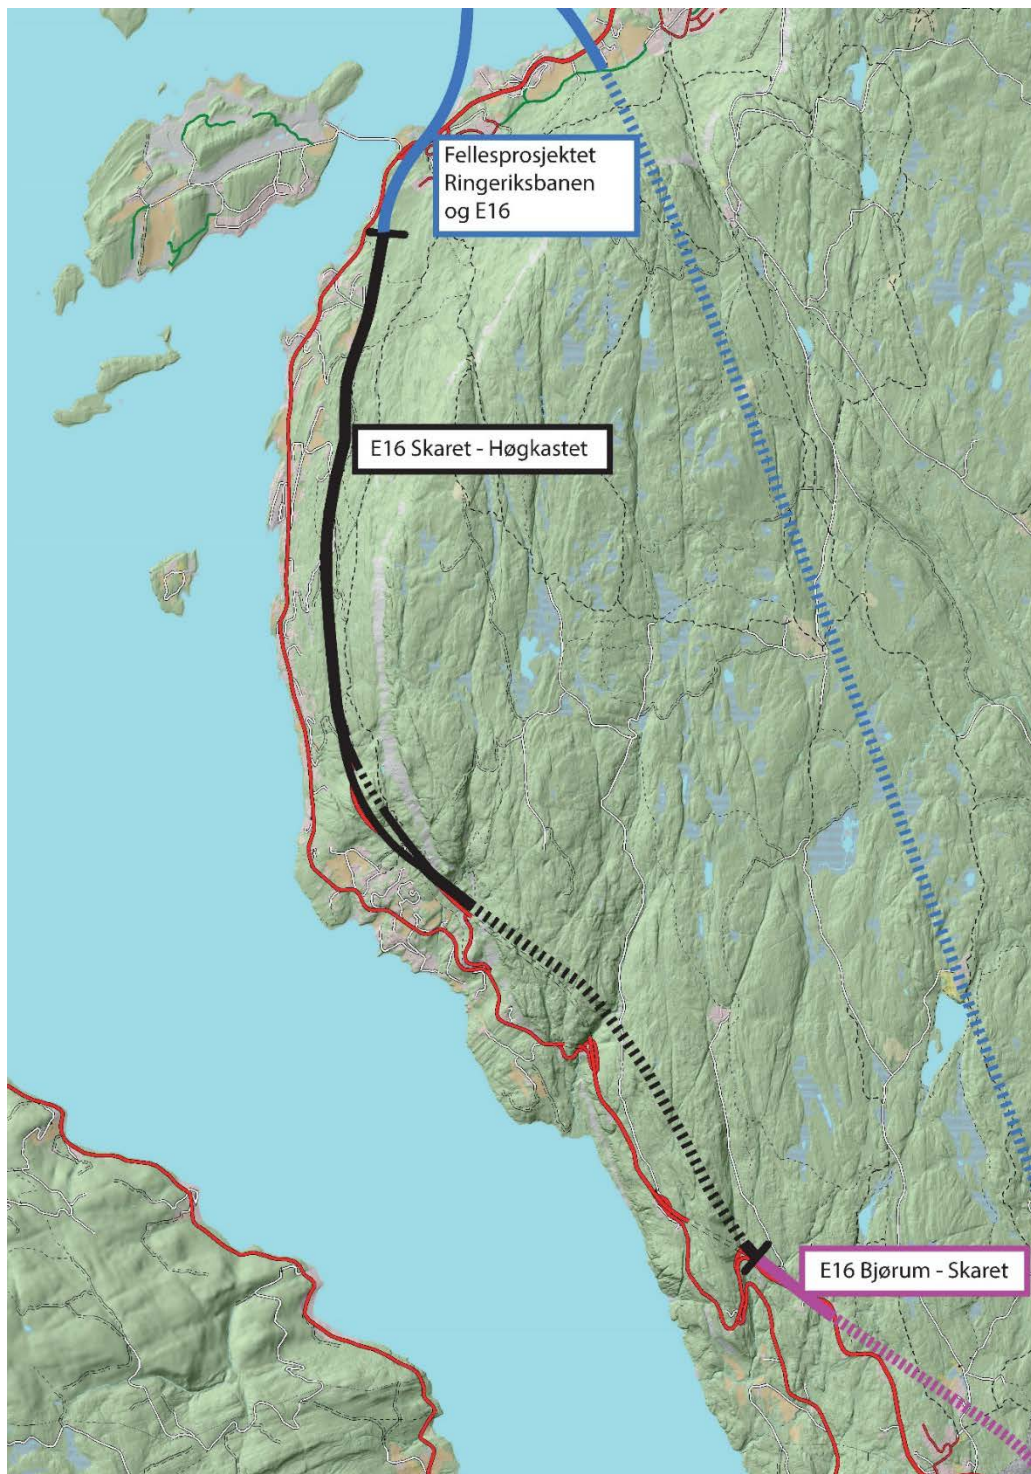 Fellesprosjektet
Ringeriksbanen
og E16
E16 Skaret - Høgkastet
E16 Bjørum - Skaret